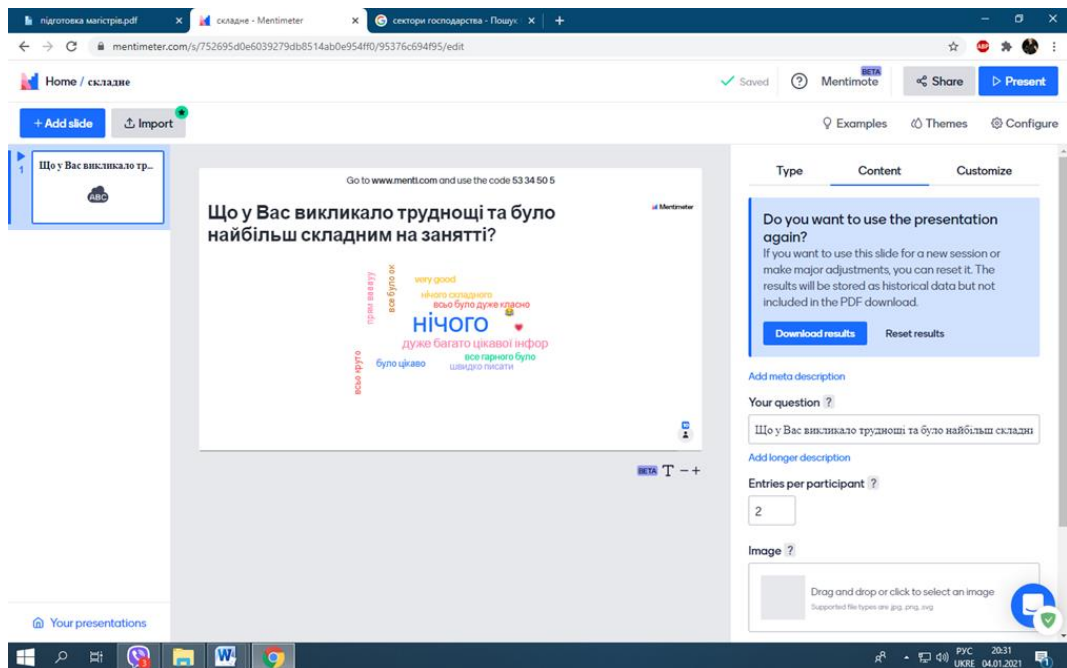 підготовка магістрів.pdf
складне - Mentimeter
сектори господарства - Пошук
mentimeter.com/s/752695d0e6039279db8514ab0e954ff0/95376c694f95/edit
Home / складне
Saved
BETA
Mentimote
Share
Present
+ Add slide
Import
Examples
Themes
Configure
1
Що у Вас викликало тр...
ABC
Go to www.menti.com and use the code 53 34 50 5
Mentimeter
Що у Вас викликало труднощі та було
найбільш складним на занятті?
все було ок
very good
нічого складного
всьо було дуже класно
нічого
дуже багато цікавої інфор
все гарного було
було цікаво
швидко писати
всьо круто
BETA T - +
Type
Content
Customize
Do you want to use the presentation
again?
If you want to use this slide for a new session or
make major adjustments, you can reset it. The
results will be stored as historical data but not
included in the PDF download.
Download results
Reset results
Add meta description
Your question ?
Що у Вас викликало труднощі та було найбільш складни
Add longer description
Entries per participant ?
2
Image ?
Drag and drop or click to select an image
Supported file types are jpg, png, svg
Your presentations
РУС
20:31
UKRE
04.01.2021